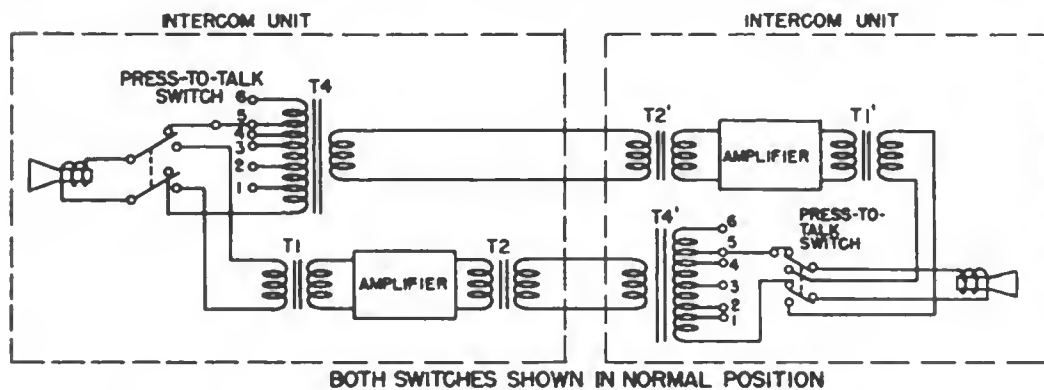 INTERCOM UNIT
INTERCOM UNIT
PRESS-TO-TALK
SWITCH
T4
6
5
4
3
2
1
T2'
AMPLIFIER
T1'
T1
AMPLIFIER
T2
T4'
6
5
4
3
2
1
PRESS-TO-
TALK
SWITCH
BOTH SWITCHES SHOWN IN NORMAL POSITION